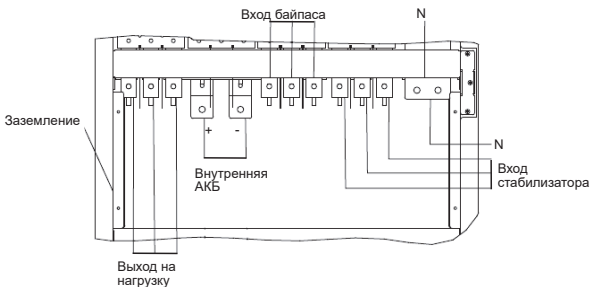 Вход байпаса
N
Заземление
+
-
N
Внутренняя
АКБ
Вход
стабилизатора
Выход на
нагрузку